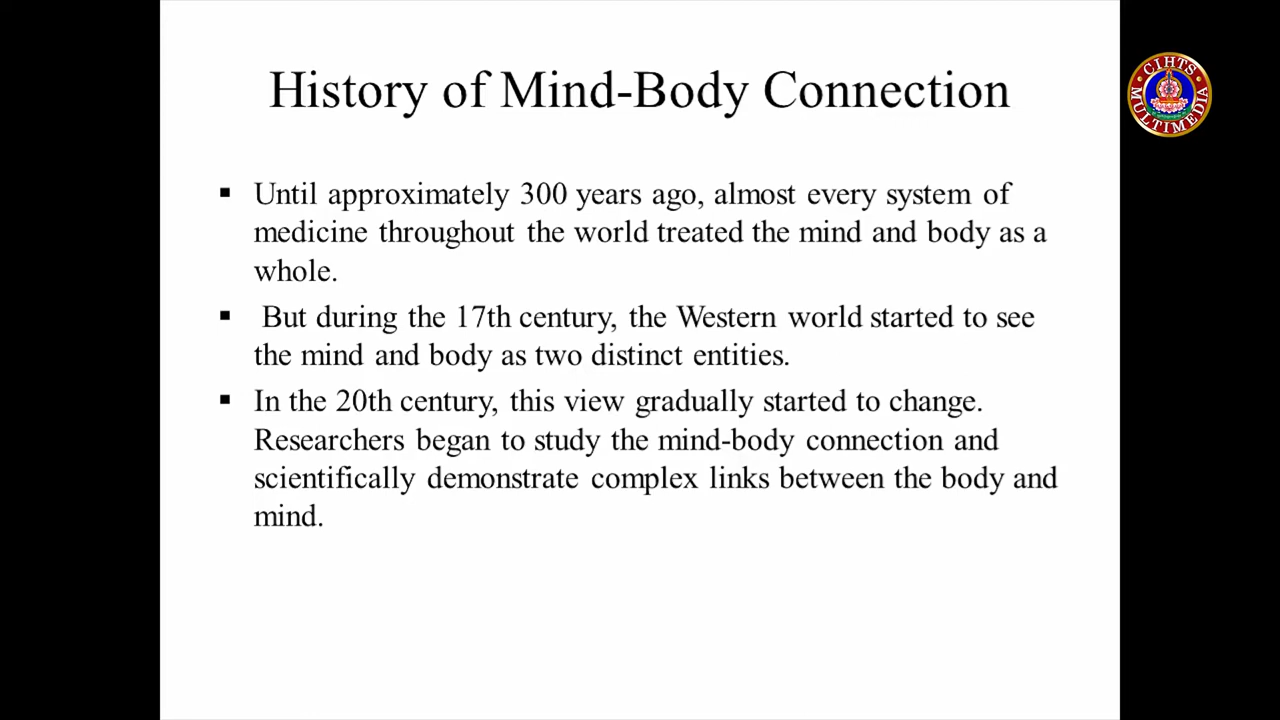 History of Mind-Body Connection
CIHTS
MULTIMEDIA
▪ Until approximately 300 years ago, almost every system of
medicine throughout the world treated the mind and body as a
whole.
▪ But during the 17th century, the Western world started to see
the mind and body as two distinct entities.
▪ In the 20th century, this view gradually started to change.
Researchers began to study the mind-body connection and
scientifically demonstrate complex links between the body and
mind.